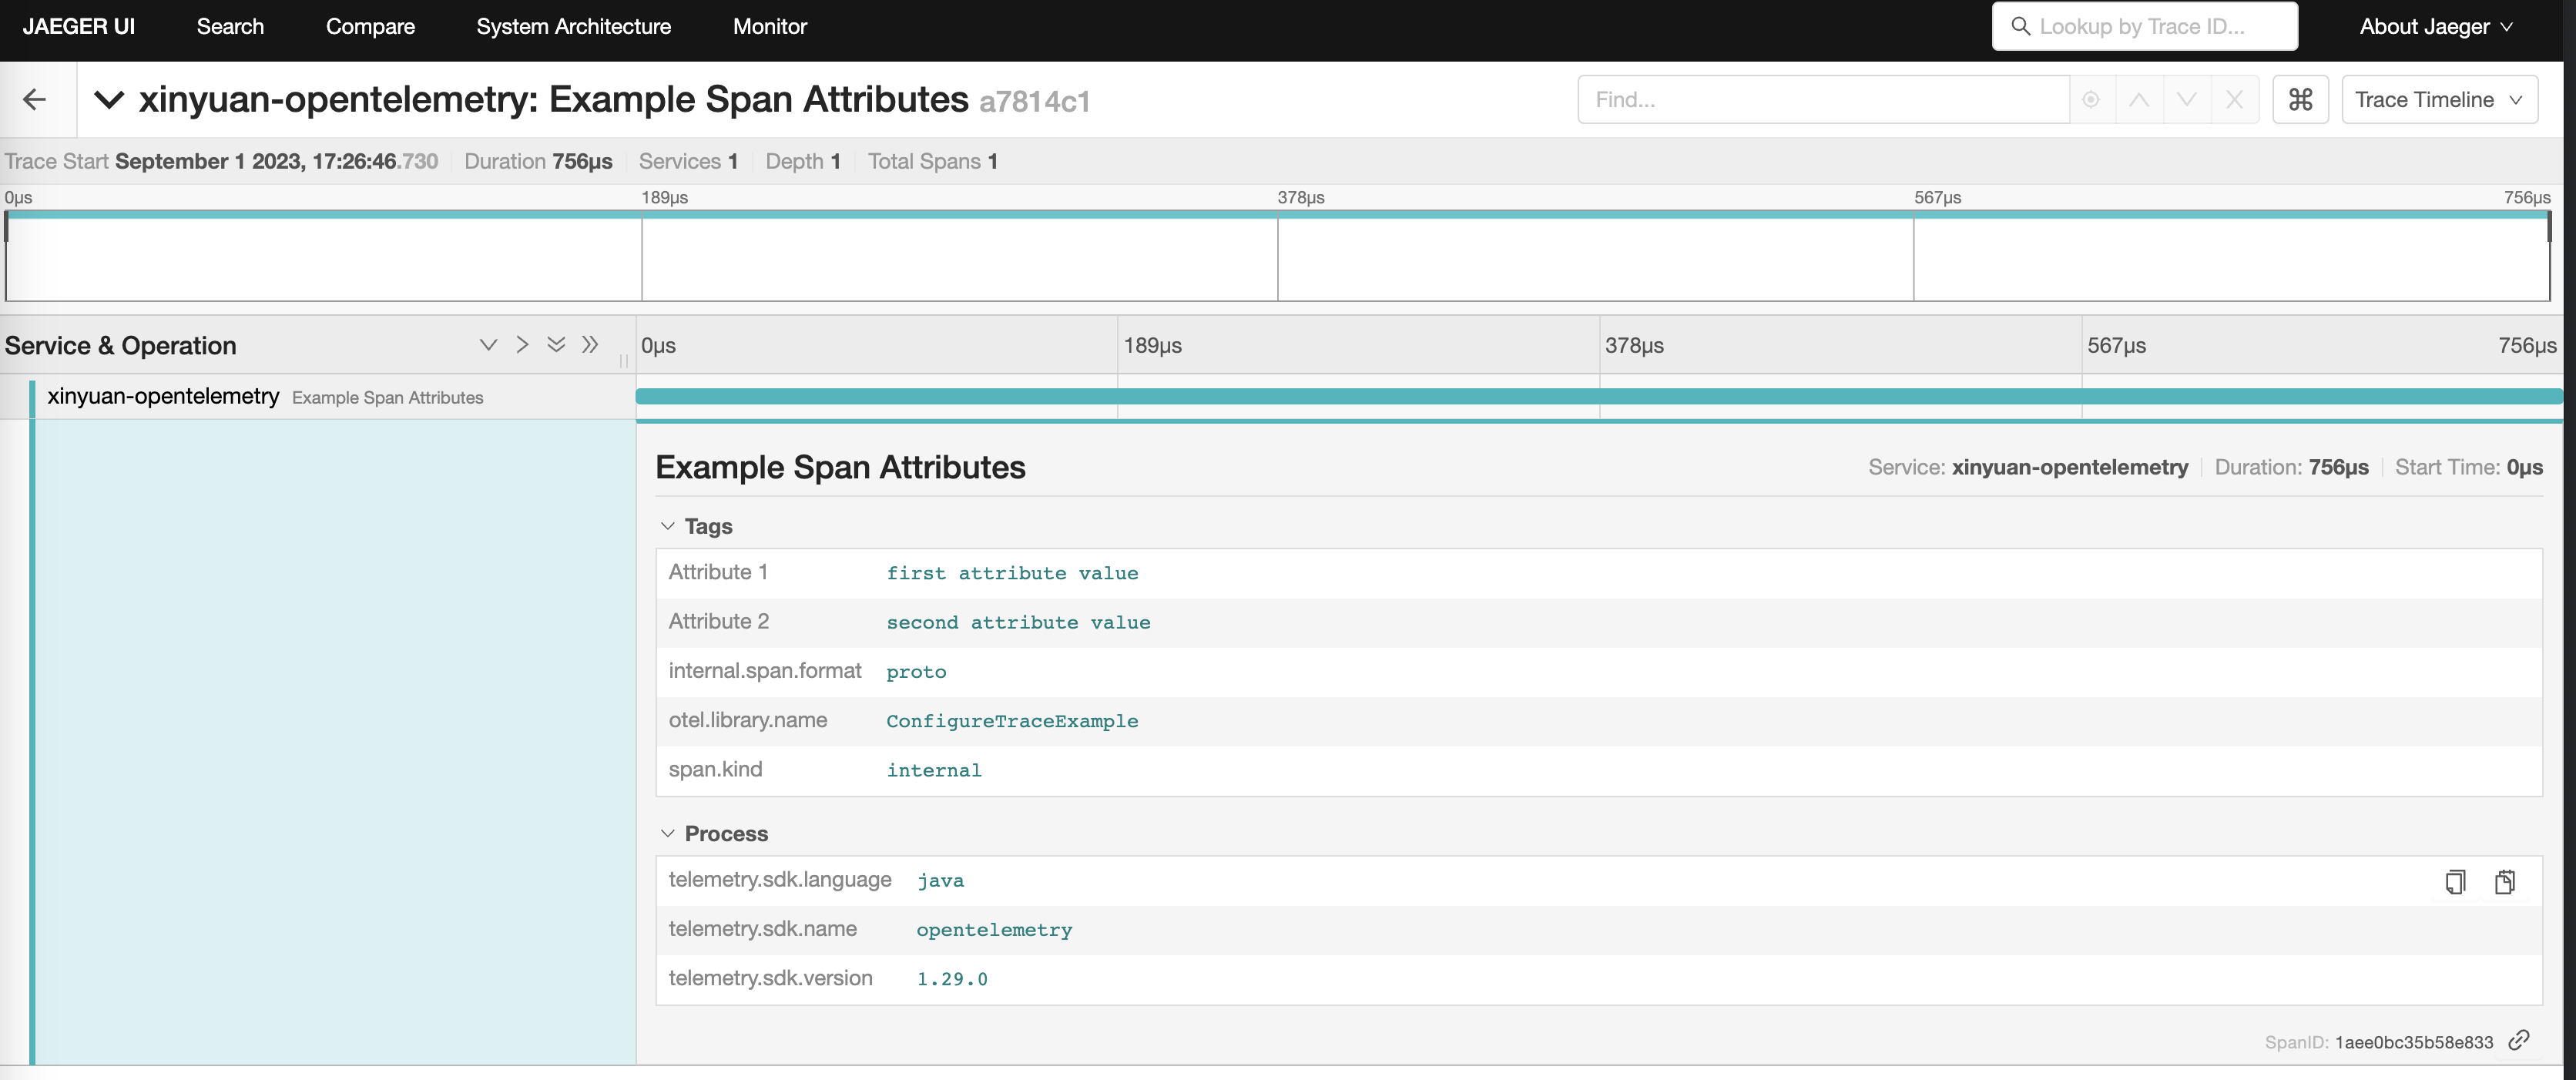 JAEGER UI Search Compare System Architecture Monitor Lookup by Trace ID... About Jaeger
xinyuan-opentelemetry: Example Span Attributes a7814c1 Find... Trace Timeline
Trace Start September 1 2023, 17:26:46.730 Duration 756μs Services 1 Depth 1 Total Spans 1
0μs 189μs 378μs 567μs 756μs
Service & Operation 0μs 189μs 378μs 567μs 756μs
xinyuan-opentelemetry Example Span Attributes
Example Span Attributes Service: xinyuan-opentelemetry Duration: 756μs Start Time: 0μs
Tags
Attribute 1 first attribute value
Attribute 2 second attribute value
internal.span.format proto
otel.library.name ConfigureTraceExample
span.kind internal
Process
telemetry.sdk.language java
telemetry.sdk.name opentelemetry
telemetry.sdk.version 1.29.0
SpanID: 1aee0bc35b58e833